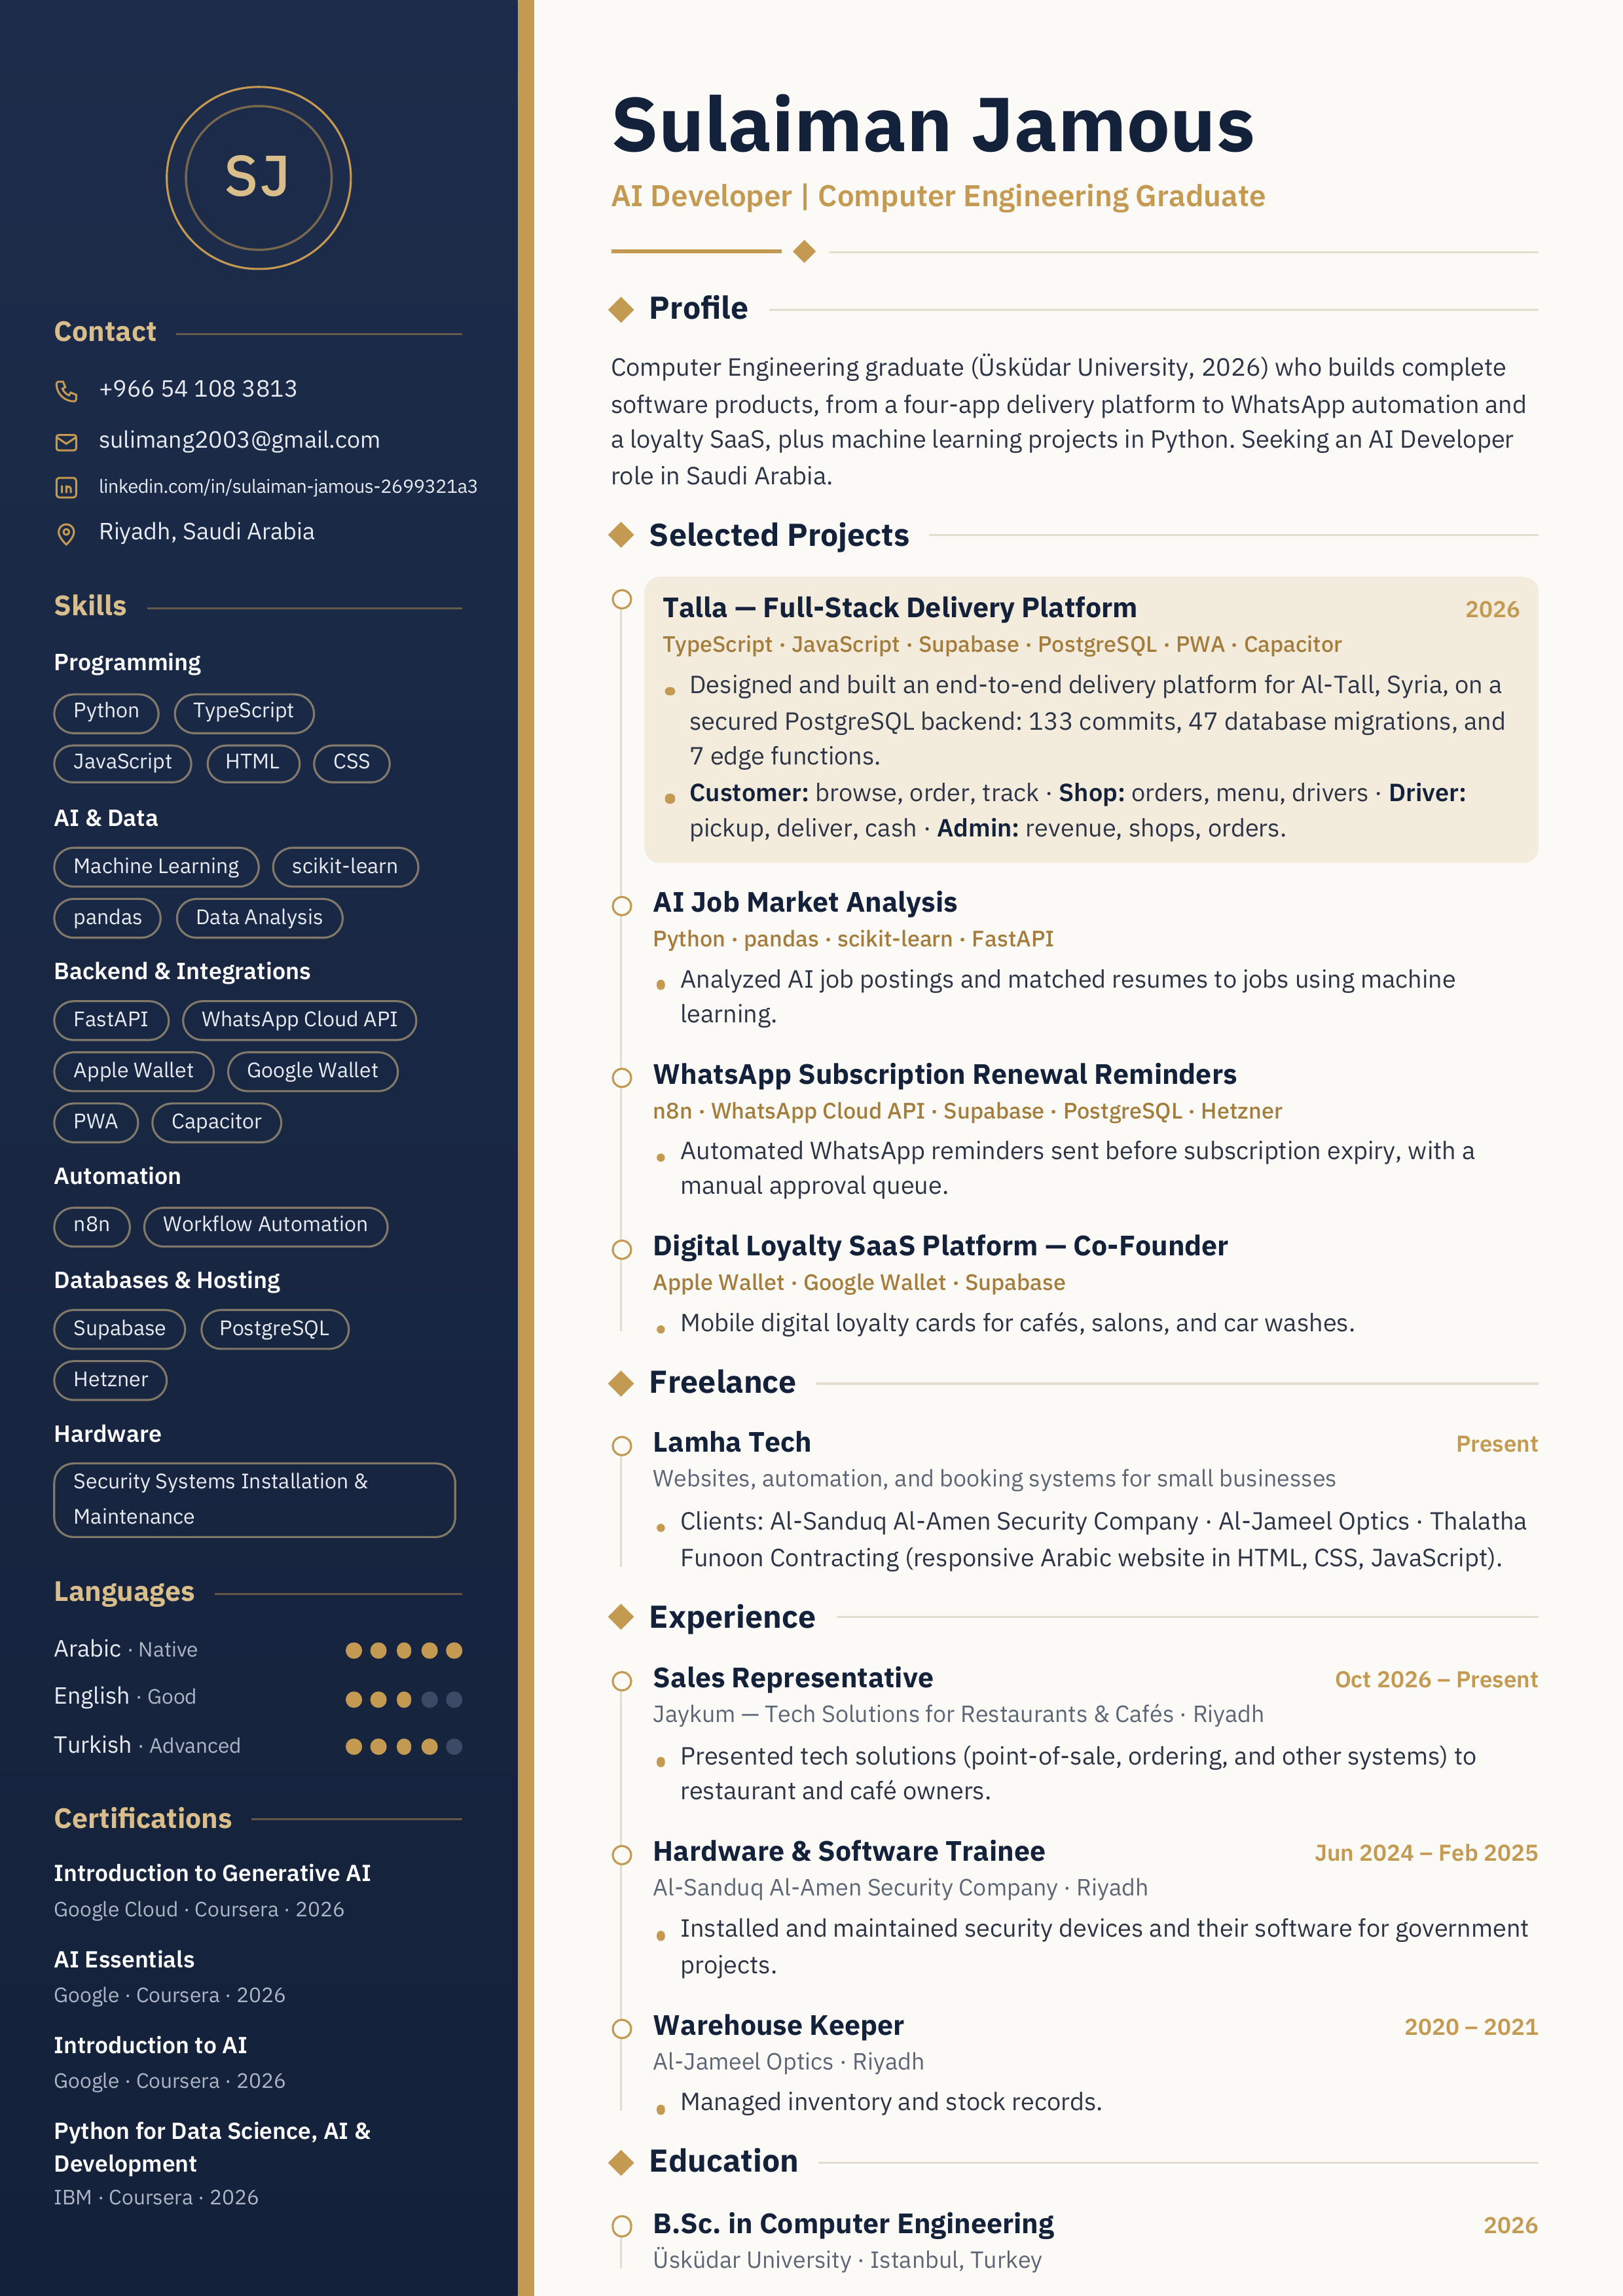 SJ
Contact
+966 54 108 3813
sulimang2003@gmail.com
linkedin.com/in/sulaiman-jamous-2699321a3
Riyadh, Saudi Arabia
Skills
Programming
Python
TypeScript
JavaScript
HTML
CSS
AI & Data
Machine Learning
scikit-learn
pandas
Data Analysis
Backend & Integrations
FastAPI
WhatsApp Cloud API
Apple Wallet
Google Wallet
PWA
Capacitor
Automation
n8n
Workflow Automation
Databases & Hosting
Supabase
PostgreSQL
Hetzner
Hardware
Security Systems Installation &
Maintenance
Languages
Arabic · Native
English · Good
Turkish · Advanced
Certifications
Introduction to Generative AI
Google Cloud · Coursera · 2026
AI Essentials
Google · Coursera · 2026
Introduction to AI
Google · Coursera · 2026
Python for Data Science, AI &
Development
IBM · Coursera · 2026
Sulaiman Jamous
AI Developer | Computer Engineering Graduate
Profile
Computer Engineering graduate (Üsküdar University, 2026) who builds complete
software products, from a four-app delivery platform to WhatsApp automation and
a loyalty SaaS, plus machine learning projects in Python. Seeking an AI Developer
role in Saudi Arabia.
Selected Projects
Talla — Full-Stack Delivery Platform 2026
TypeScript · JavaScript · Supabase · PostgreSQL · PWA · Capacitor
Designed and built an end-to-end delivery platform for Al-Tall, Syria, on a
secured PostgreSQL backend: 133 commits, 47 database migrations, and
7 edge functions.
Customer: browse, order, track · Shop: orders, menu, drivers · Driver:
pickup, deliver, cash · Admin: revenue, shops, orders.
AI Job Market Analysis
Python · pandas · scikit-learn · FastAPI
Analyzed AI job postings and matched resumes to jobs using machine
learning.
WhatsApp Subscription Renewal Reminders
n8n · WhatsApp Cloud API · Supabase · PostgreSQL · Hetzner
Automated WhatsApp reminders sent before subscription expiry, with a
manual approval queue.
Digital Loyalty SaaS Platform — Co-Founder
Apple Wallet · Google Wallet · Supabase
Mobile digital loyalty cards for cafés, salons, and car washes.
Freelance
Lamha Tech Present
Websites, automation, and booking systems for small businesses
Clients: Al-Sanduq Al-Amen Security Company · Al-Jameel Optics · Thalatha
Funoon Contracting (responsive Arabic website in HTML, CSS, JavaScript).
Experience
Sales Representative Oct 2026 – Present
Jaykum — Tech Solutions for Restaurants & Cafés · Riyadh
Presented tech solutions (point-of-sale, ordering, and other systems) to
restaurant and café owners.
Hardware & Software Trainee Jun 2024 – Feb 2025
Al-Sanduq Al-Amen Security Company · Riyadh
Installed and maintained security devices and their software for government
projects.
Warehouse Keeper 2020 – 2021
Al-Jameel Optics · Riyadh
Managed inventory and stock records.
Education
B.Sc. in Computer Engineering 2026
Üsküdar University · Istanbul, Turkey